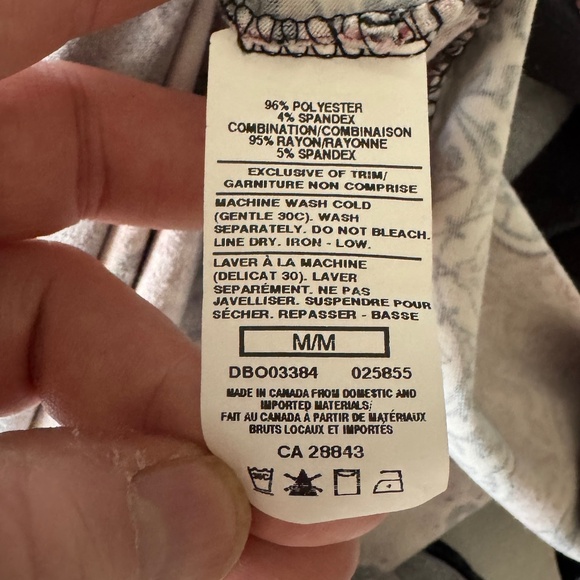 96% POLYESTER
4% SPANDEX
COMBINATION/COMBINAISON
95% RAYON/RAYONNE
5% SPANDEX
EXCLUSIVE OF TRIM/
GARNITURE NON COMPRISE
MACHINE WASH COLD
(GENTLE 30C). WASH
SEPARATELY. DO NOT BLEACH.
LINE DRY. IRON - LOW.
LAVER À LA MACHINE
(DELICAT 30). LAVER
SEPARÉMENT. NE PAS
JAVELLISER. SUSPENDRE POUR
SÉCHER. REPASSER - BASSE
M/M
DBO03384 025855
MADE IN CANADA FROM DOMESTIC AND
IMPORTED MATERIALS/
FAIT AU CANADA À PARTIR DE MATÉRIAUX
BRUTS LOCAUX ET IMPORTÉS
CA 28843
30C